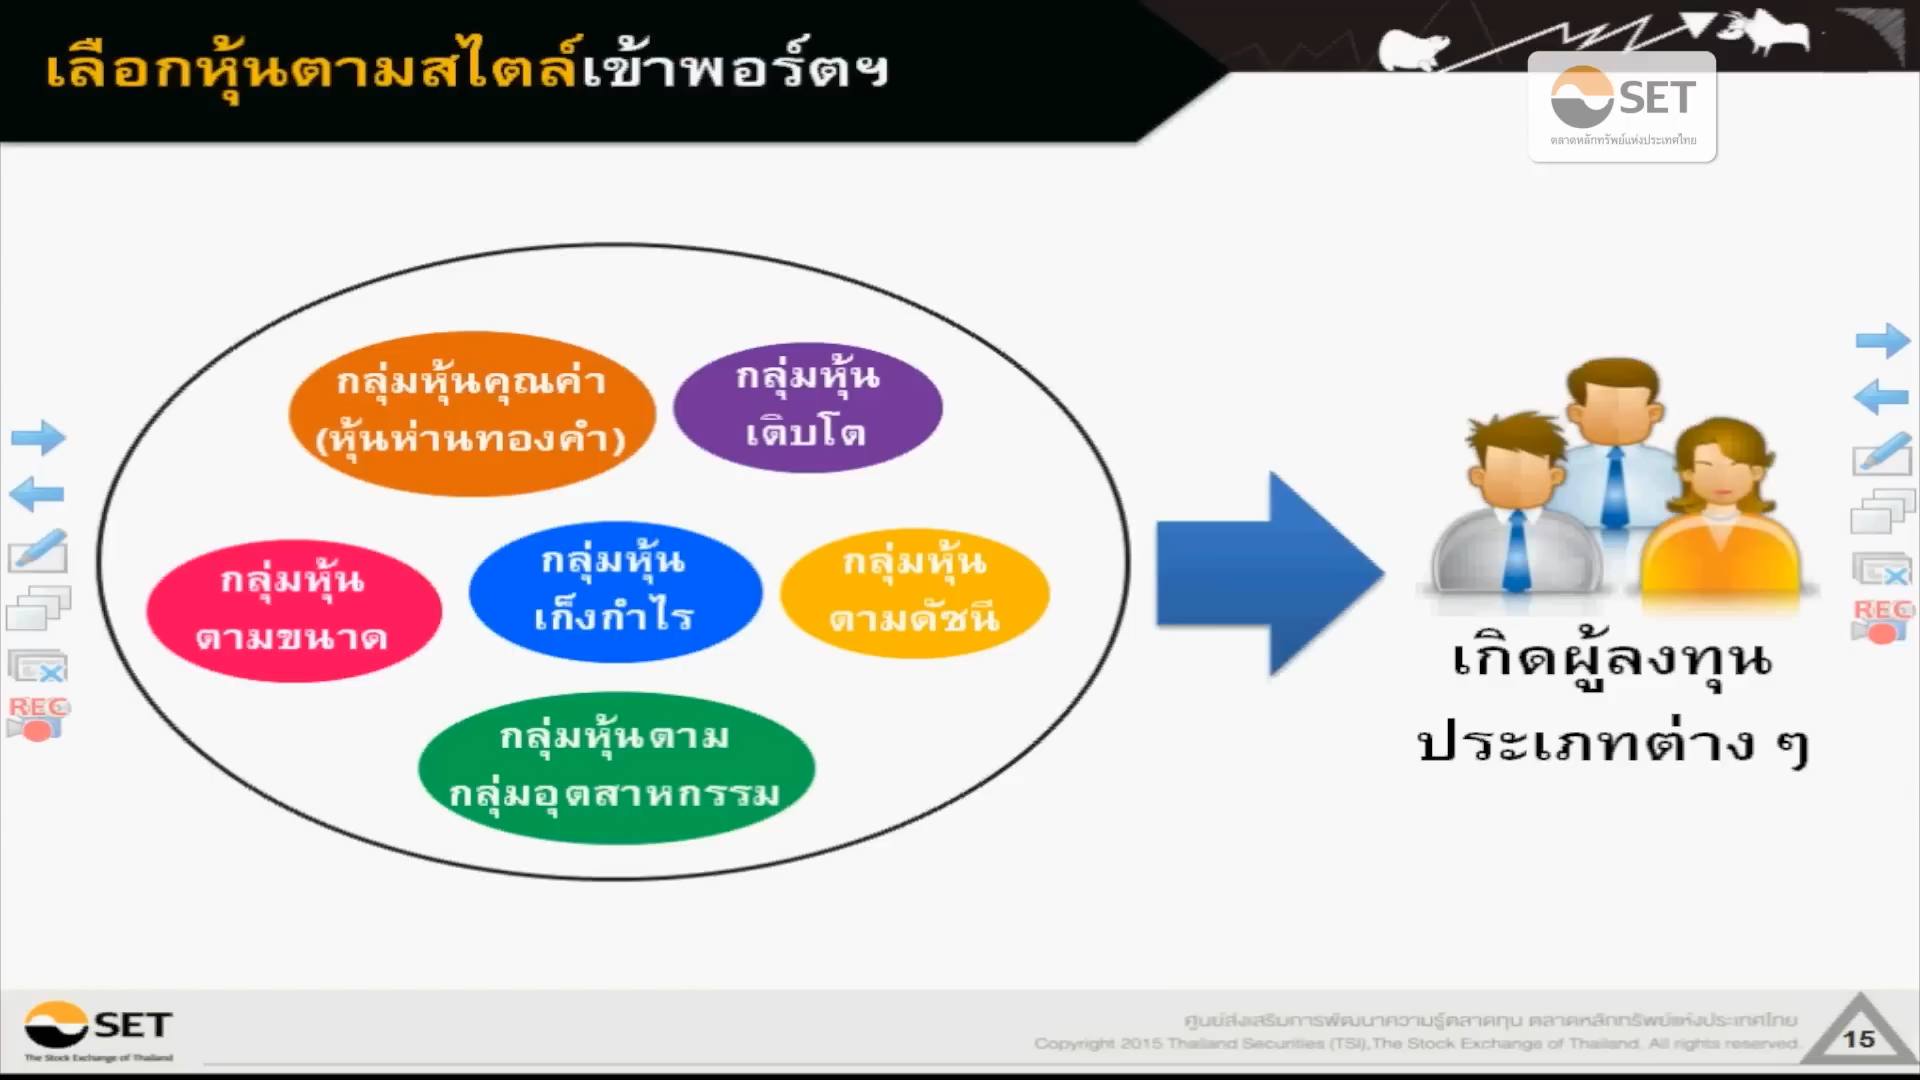 เลือกหุ้นตามสไตล์เข้าพอร์ตฯ
SET
ตลาดหลักทรัพย์แห่งประเทศไทย
กลุ่มหุ้นคุณค่า
(หุ้นห่านทองคำ)
กลุ่มหุ้น
เติบโต
กลุ่มหุ้น
ตามขนาด
กลุ่มหุ้น
เก็งกำไร
กลุ่มหุ้น
ตามดัชนี
กลุ่มหุ้นตาม
กลุ่มอุตสาหกรรม
เกิดผู้ลงทุน
ประเภทต่าง ๆ
REC
REC
SET
The Stock Exchange of Thailand
ศูนย์ส่งเสริมการพัฒนาความรู้ตลาดทุน ตลาดหลักทรัพย์แห่งประเทศไทย
Copyright 2015 Thailand Securities (TSI),The Stock Exchange of Thailand. All rights reserved.
15